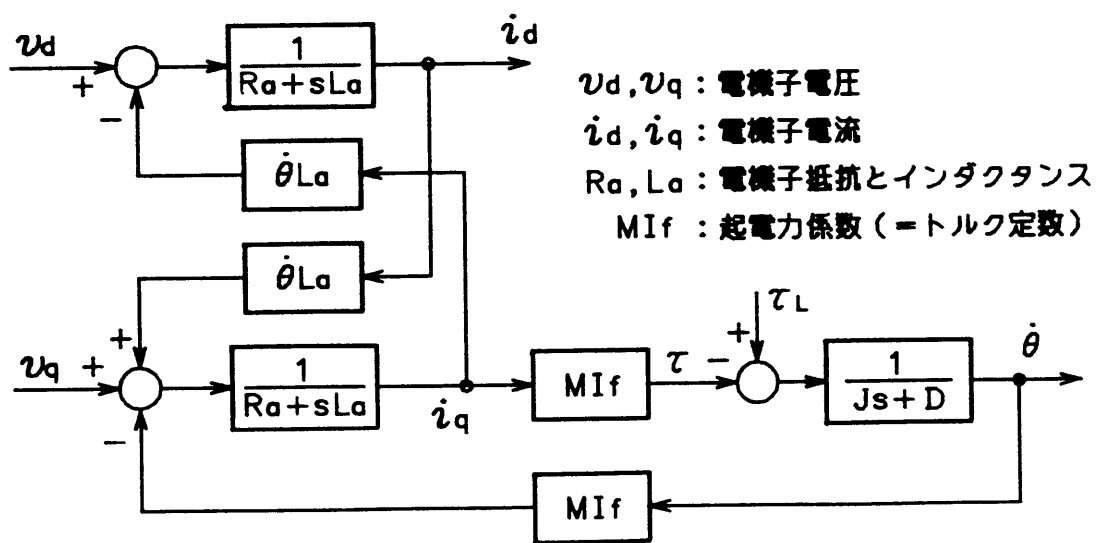 vd
+
−
1
Ra+sLa
id
θ̇La
θ̇La
vd,vq：電機子電圧
id,iq：電機子電流
Ra,La：電機子抵抗とインダクタンス
MIf：起電力係数（＝トルク定数）
vq
+
+
−
1
Ra+sLa
iq
MIf
τ
−
+
τL
1
Js+D
θ̇
MIf